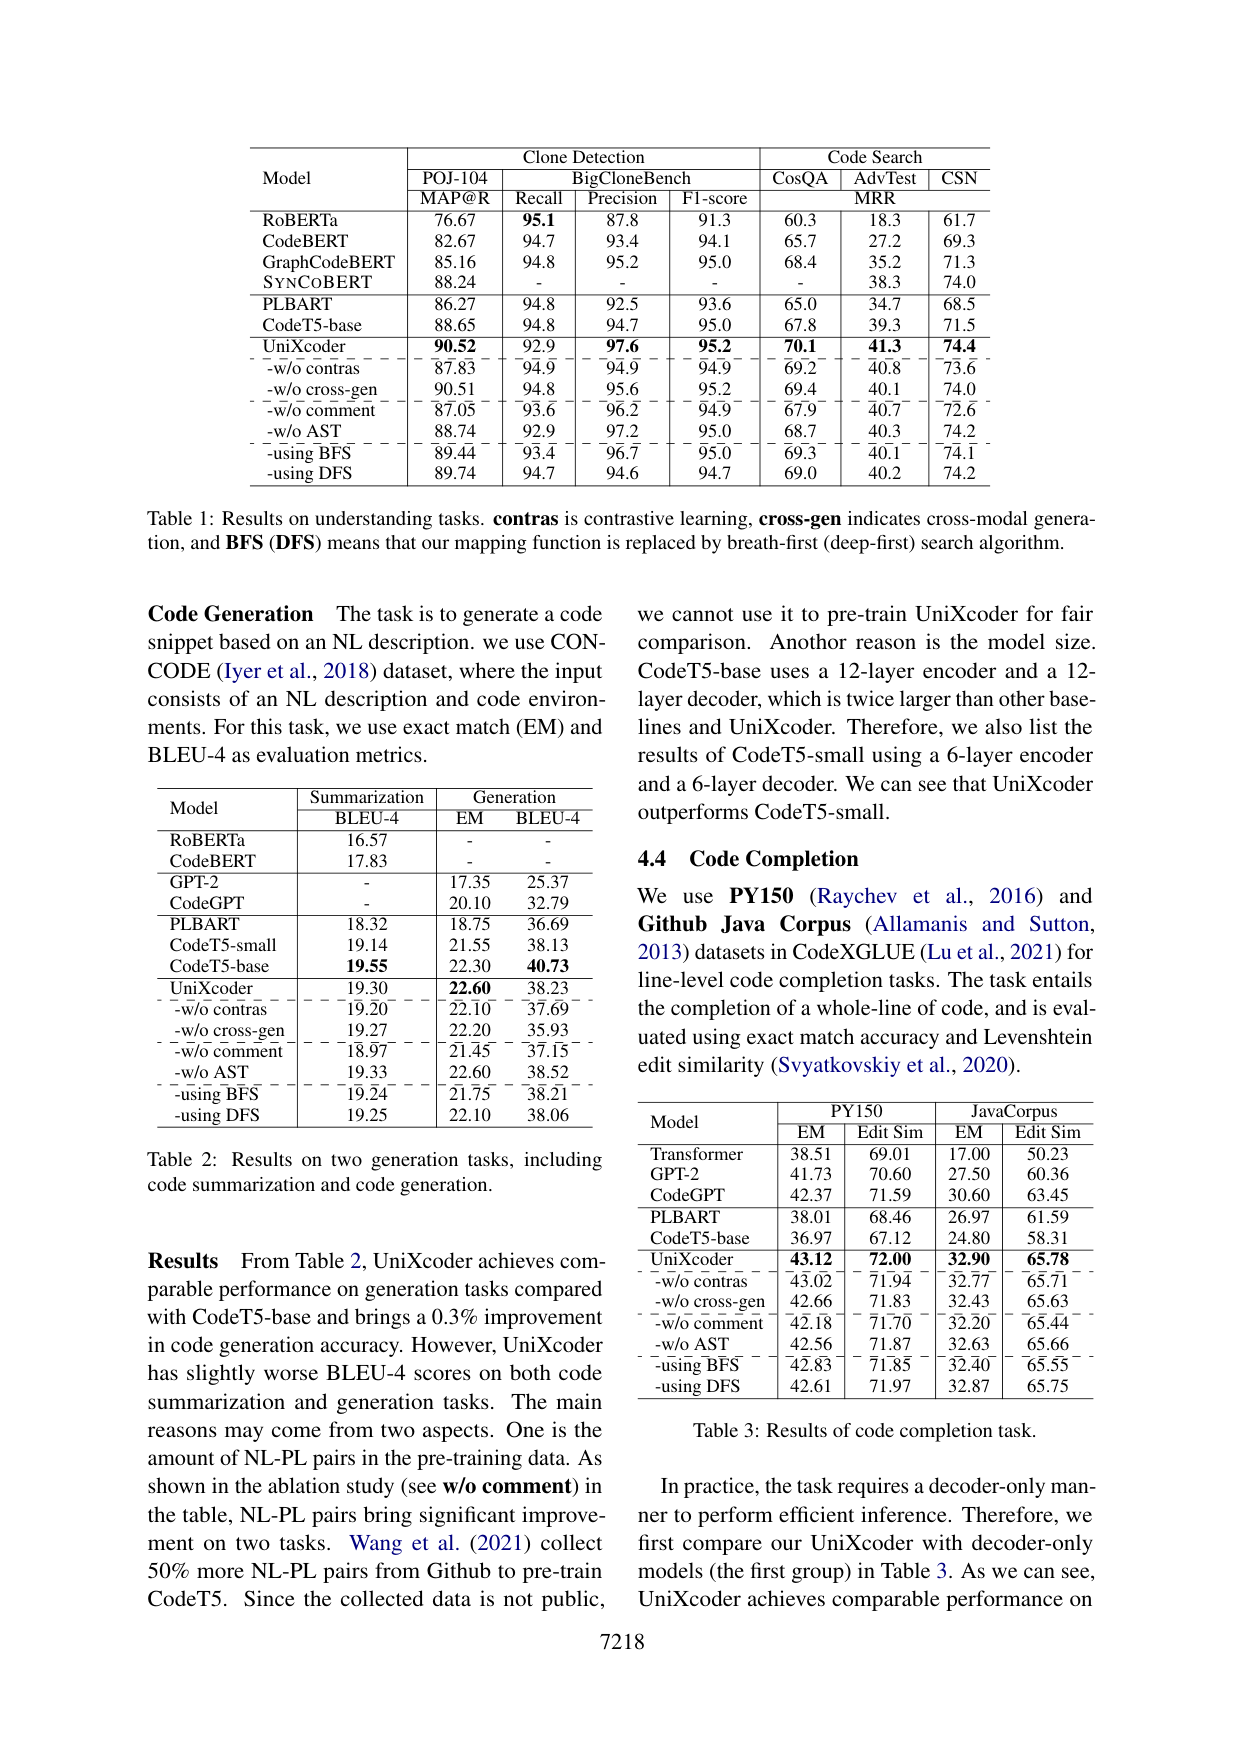 Clone Detection Code Search
Model POJ-104 BigCloneBench CosQA AdvTest CSN
MAP@R Recall Precision F1-score MRR
RoBERTa 76.67 95.1 87.8 91.3 60.3 18.3 61.7
CodeBERT 82.67 94.7 93.4 94.1 65.7 27.2 69.3
GraphCodeBERT 85.16 94.8 95.2 95.0 68.4 35.2 71.3
SYNCOBERT 88.24 - - - - 38.3 74.0
PLBART 86.27 94.8 92.5 93.6 65.0 34.7 68.5
CodeT5-base 88.65 94.8 94.7 95.0 67.8 39.3 71.5
UniXcoder 90.52 92.9 97.6 95.2 70.1 41.3 74.4
-w/o contras 87.83 94.9 94.9 94.9 69.2 40.8 73.6
-w/o cross-gen 90.51 94.8 95.6 95.2 69.4 40.1 74.0
-w/o comment 87.05 93.6 96.2 94.9 67.9 40.7 72.6
-w/o AST 88.74 92.9 97.2 95.0 68.7 40.3 74.2
-using BFS 89.44 93.4 96.7 95.0 69.3 40.1 74.1
-using DFS 89.74 94.7 94.6 94.7 69.0 40.2 74.2
Table 1: Results on understanding tasks. contras is contrastive learning, cross-gen indicates cross-modal genera-
tion, and BFS (DFS) means that our mapping function is replaced by breath-first (deep-first) search algorithm.
Code Generation The task is to generate a code
snippet based on an NL description. we use CON-
CODE (Iyer et al., 2018) dataset, where the input
consists of an NL description and code environ-
ments. For this task, we use exact match (EM) and
BLEU-4 as evaluation metrics.
Model Summarization Generation
BLEU-4 EM BLEU-4
RoBERTa 16.57 - -
CodeBERT 17.83 - -
GPT-2 - 17.35 25.37
CodeGPT - 20.10 32.79
PLBART 18.32 18.75 36.69
CodeT5-small 19.14 21.55 38.13
CodeT5-base 19.55 22.30 40.73
UniXcoder 19.30 22.60 38.23
-w/o contras 19.20 22.10 37.69
-w/o cross-gen 19.27 22.20 35.93
-w/o comment 18.97 21.45 37.15
-w/o AST 19.33 22.60 38.52
-using BFS 19.24 21.75 38.21
-using DFS 19.25 22.10 38.06
Table 2: Results on two generation tasks, including
code summarization and code generation.
Results From Table 2, UniXcoder achieves com-
parable performance on generation tasks compared
with CodeT5-base and brings a 0.3% improvement
in code generation accuracy. However, UniXcoder
has slightly worse BLEU-4 scores on both code
summarization and generation tasks. The main
reasons may come from two aspects. One is the
amount of NL-PL pairs in the pre-training data. As
shown in the ablation study (see w/o comment) in
the table, NL-PL pairs bring significant improve-
ment on two tasks. Wang et al. (2021) collect
50% more NL-PL pairs from Github to pre-train
CodeT5. Since the collected data is not public,
we cannot use it to pre-train UniXcoder for fair
comparison. Anothor reason is the model size.
CodeT5-base uses a 12-layer encoder and a 12-
layer decoder, which is twice larger than other base-
lines and UniXcoder. Therefore, we also list the
results of CodeT5-small using a 6-layer encoder
and a 6-layer decoder. We can see that UniXcoder
outperforms CodeT5-small.
4.4 Code Completion
We use PY150 (Raychev et al., 2016) and
Github Java Corpus (Allamanis and Sutton,
2013) datasets in CodeXGLUE (Lu et al., 2021) for
line-level code completion tasks. The task entails
the completion of a whole-line of code, and is eval-
uated using exact match accuracy and Levenshtein
edit similarity (Svyatkovskiy et al., 2020).
Model PY150 JavaCorpus
EM Edit Sim EM Edit Sim
Transformer 38.51 69.01 17.00 50.23
GPT-2 41.73 70.60 27.50 60.36
CodeGPT 42.37 71.59 30.60 63.45
PLBART 38.01 68.46 26.97 61.59
CodeT5-base 36.97 67.12 24.80 58.31
UniXcoder 43.12 72.00 32.90 65.78
-w/o contras 43.02 71.94 32.77 65.71
-w/o cross-gen 42.66 71.83 32.43 65.63
-w/o comment 42.18 71.70 32.20 65.44
-w/o AST 42.56 71.87 32.63 65.66
-using BFS 42.83 71.85 32.40 65.55
-using DFS 42.61 71.97 32.87 65.75
Table 3: Results of code completion task.
In practice, the task requires a decoder-only man-
ner to perform efficient inference. Therefore, we
first compare our UniXcoder with decoder-only
models (the first group) in Table 3. As we can see,
UniXcoder achieves comparable performance on
7218